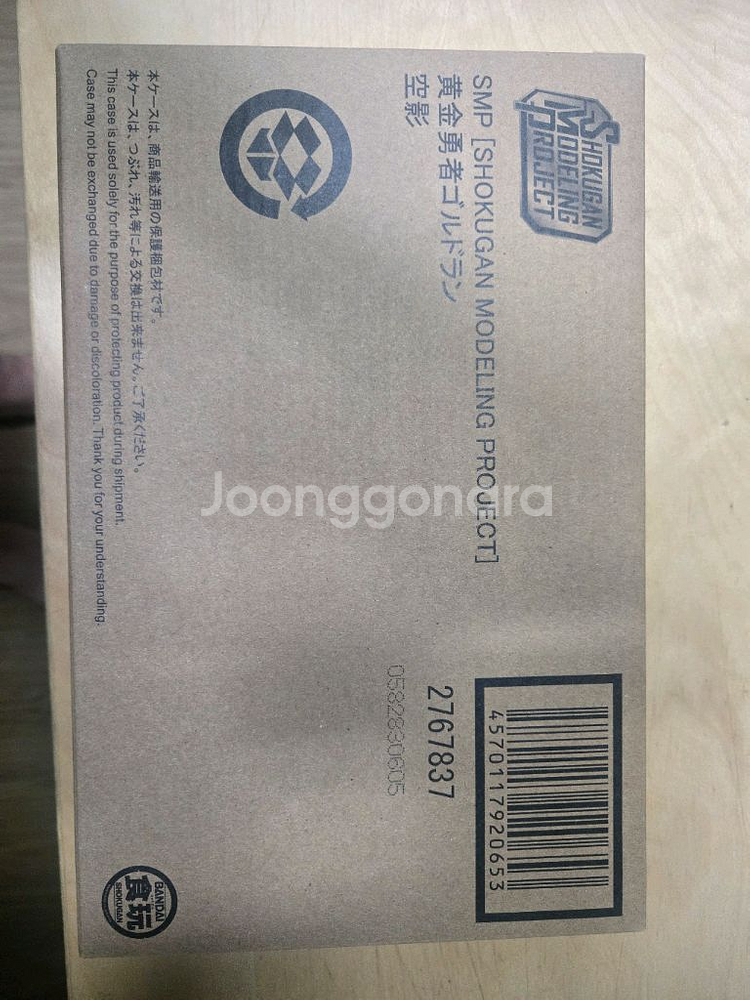 SHOKUGAN
MODELING
PROJECT
SMP [SHOKUGAN MODELING PROJECT]
黄金勇者ゴルドラン
空影
本ケースは、商品輸送用の保護梱包材です。
本ケースは、つぶれ、汚れ等による交換は出来ません。ご了承ください。
This case is used solely for the purpose of protecting product during shipment.
Case may not be exchanged due to damage or discoloration. Thank you for your understanding.
Joonggonara
4570117920653
2767837
0582830605
BANDAI
食玩
SHOKUGAN